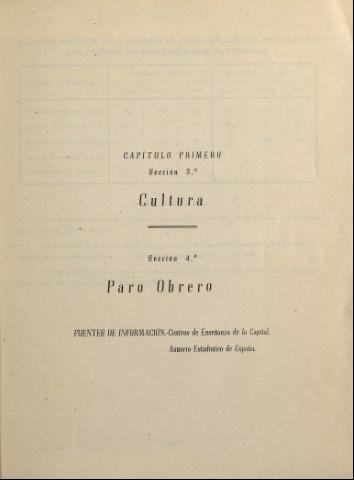 CAPÍTULO PRIMERO
Sección 3.ª
Cultura
Sección 4.ª
Paro Obrero
FUENTES DE INFORMACIÓN.-Centros de Enseñanza de la Capital.
Anuario Estadístico de España.